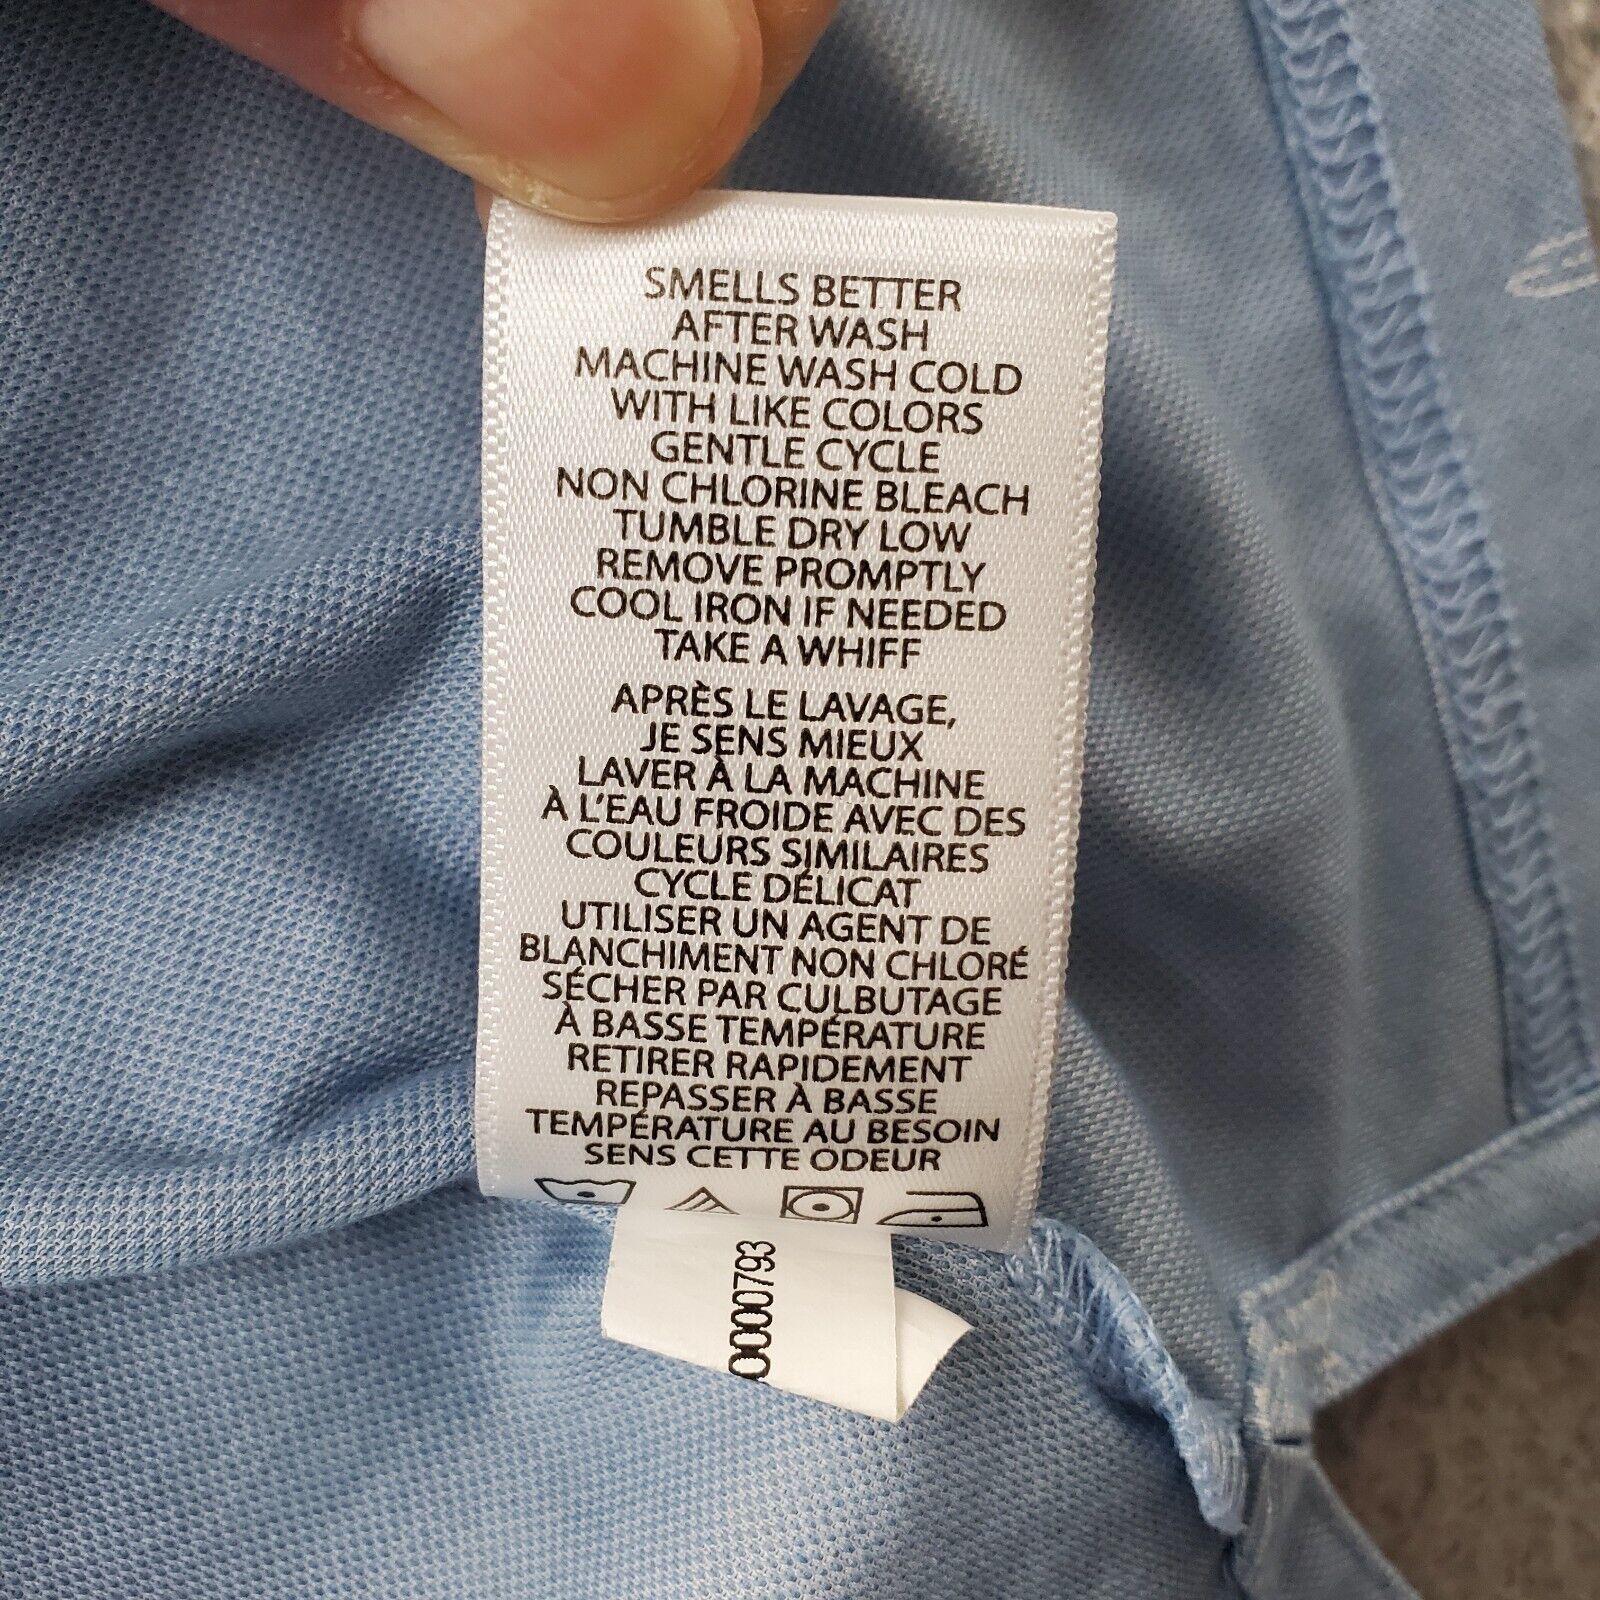 SMELLS BETTER
AFTER WASH
MACHINE WASH COLD
WITH LIKE COLORS
GENTLE CYCLE
NON CHLORINE BLEACH
TUMBLE DRY LOW
REMOVE PROMPTLY
COOL IRON IF NEEDED
TAKE A WHIFF
APRÈS LE LAVAGE,
JE SENS MIEUX
LAVER À LA MACHINE
À L'EAU FROIDE AVEC DES
COULEURS SIMILAIRES
CYCLE DÉLICAT
UTILISER UN AGENT DE
BLANCHIMENT NON CHLORÉ
SÉCHER PAR CULBUTAGE
À BASSE TEMPÉRATURE
RETIRER RAPIDEMENT
REPASSER À BASSE
TEMPÉRATURE AU BESOIN
SENS CETTE ODEUR